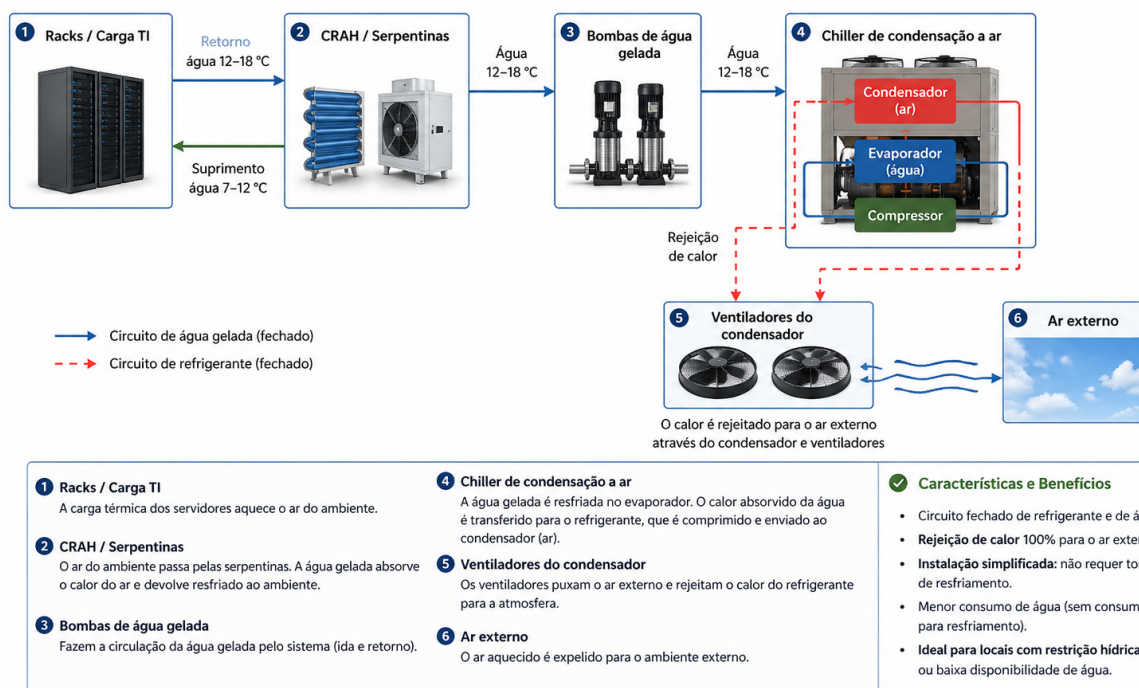 1 Racks / Carga TI
Retorno
água 12–18 °C
Suprimento
água 7–12 °C
2 CRAH / Serpentinas
Água
12–18 °C
3 Bombas de água
gelada
Água
12–18 °C
4 Chiller de condensação a ar
Condensador
(ar)
Evaporador
(água)
Compressor
Rejeição
de calor
Circuito de água gelada (fechado)
Circuito de refrigerante (fechado)
5 Ventiladores do
condensador
O calor é rejeitado para o ar externo
através do condensador e ventiladores
6 Ar externo
1 Racks / Carga TI
A carga térmica dos servidores aquece o ar do ambiente.
2 CRAH / Serpentinas
O ar do ambiente passa pelas serpentinas. A água gelada absorve
o calor do ar e devolve resfriado ao ambiente.
3 Bombas de água gelada
Fazem a circulação da água gelada pelo sistema (ida e retorno).
4 Chiller de condensação a ar
A água gelada é resfriada no evaporador. O calor absorvido da água
é transferido para o refrigerante, que é comprimido e enviado ao
condensador (ar).
5 Ventiladores do condensador
Os ventiladores puxam o ar externo e rejeitam o calor do refrigerante
para a atmosfera.
6 Ar externo
O ar aquecido é expelido para o ambiente externo.
Características e Benefícios
• Circuito fechado de refrigerante e de
• Rejeição de calor 100% para o ar
• Instalação simplificada: não requer
de resfriamento.
• Menor consumo de água (sem
para resfriamento).
• Ideal para locais com restrição hídrica
ou baixa disponibilidade de água.